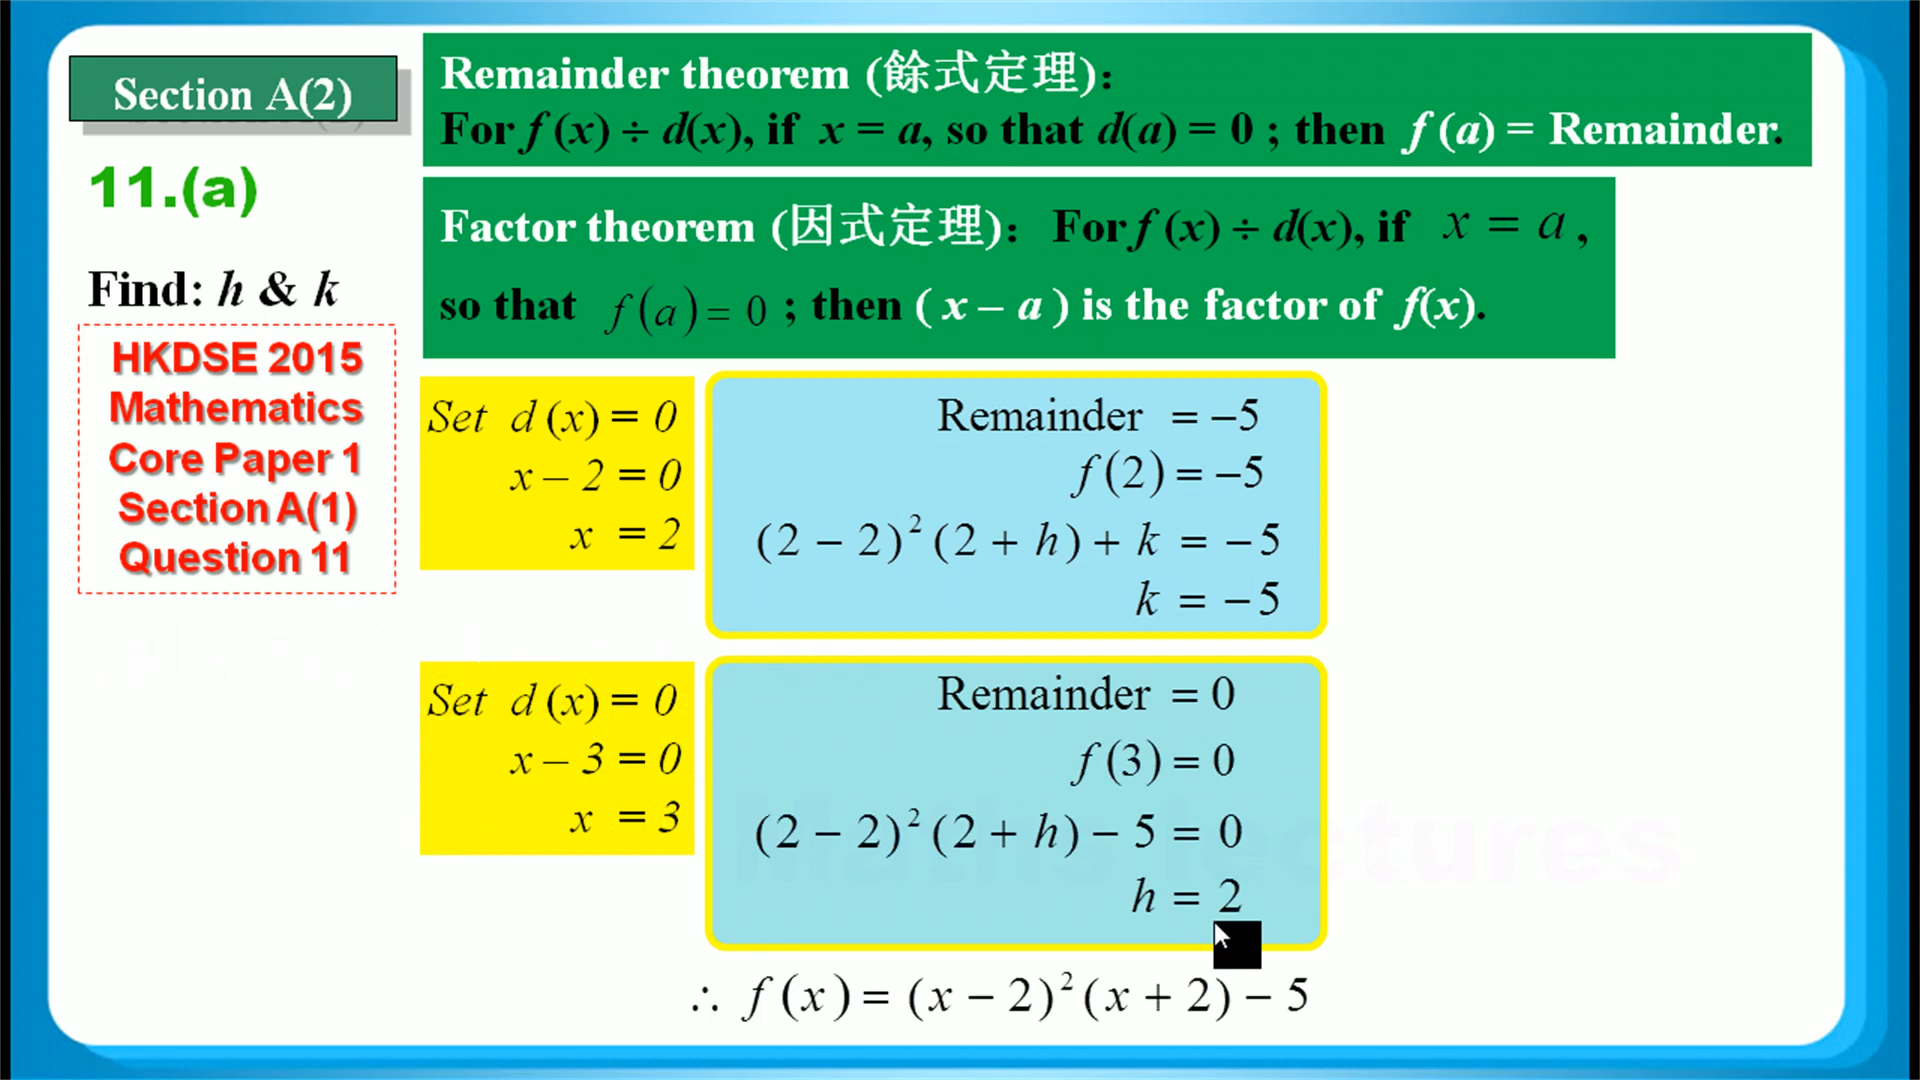 Section A(2)
11.(a)
Find: h & k
HKDSE 2015
Mathematics
Core Paper 1
Section A(1)
Question 11
Remainder theorem (餘式定理):
For f (x) ÷ d(x), if x = a, so that d(a) = 0 ; then f (a) = Remainder.
Factor theorem (因式定理): For f (x) ÷ d(x), if x = a ,
so that f(a) = 0 ; then ( x – a ) is the factor of f(x).
Set d (x) = 0
x – 2 = 0
x = 2
Remainder = –5
f(2) = –5
(2 – 2)² (2 + h) + k = – 5
k = – 5
Set d (x) = 0
x – 3 = 0
x = 3
Remainder = 0
f(3) = 0
(2 – 2)² (2 + h) – 5 = 0
h = 2
∴ f(x) = (x – 2)² (x + 2) – 5
Maths lectures